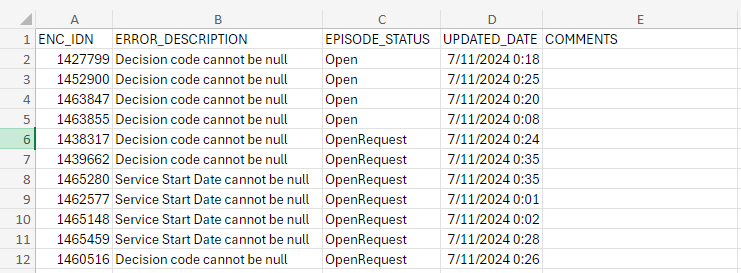 A B C D E
1 ENC_IDN ERROR_DESCRIPTION EPISODE_STATUS UPDATED_DATE COMMENTS
2 1427799 Decision code cannot be null Open 7/11/2024 0:18
3 1452900 Decision code cannot be null Open 7/11/2024 0:25
4 1463847 Decision code cannot be null Open 7/11/2024 0:20
5 1463855 Decision code cannot be null Open 7/11/2024 0:08
6 1438317 Decision code cannot be null OpenRequest 7/11/2024 0:24
7 1439662 Decision code cannot be null OpenRequest 7/11/2024 0:35
8 1465280 Service Start Date cannot be null OpenRequest 7/11/2024 0:35
9 1462577 Service Start Date cannot be null OpenRequest 7/11/2024 0:01
10 1465148 Service Start Date cannot be null OpenRequest 7/11/2024 0:02
11 1465459 Service Start Date cannot be null OpenRequest 7/11/2024 0:28
12 1460516 Decision code cannot be null OpenRequest 7/11/2024 0:26